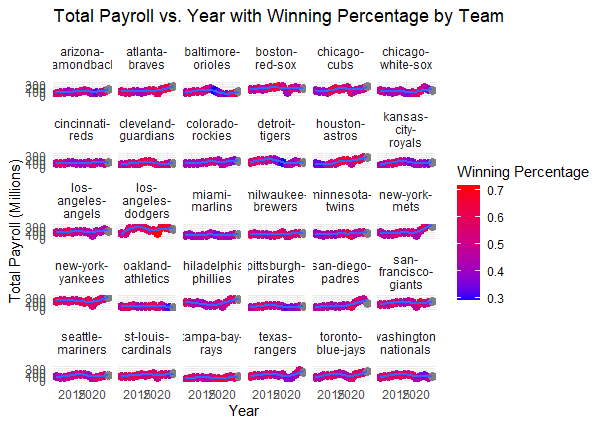 Total Payroll vs. Year with Winning Percentage by Team
arizona- atlanta- baltimore- boston- chicago- chicago-
amondback braves orioles red-sox cubs white-sox
cincinnati- cleveland- colorado- detroit- houston- kansas-
reds guardians rockies tigers astros city-
royals
los- los- miami- milwaukee- minnesota- new-york-
angeles- angeles- marlins brewers twins mets
angels dodgers
new-york- oakland- philadelphia pittsburgh- san-diego- san-
yankees athletics phillies pirates padres francisco-
giants
seattle- st-louis- tampa-bay- texas- toronto- washington
mariners cardinals rays rangers blue-jays nationals
Total Payroll (Millions)
2015 2020 2015 2020 2015 2020 2015 2020 2015 2020 2015 2020
Year
Winning Percentage
0.7
0.6
0.5
0.4
0.3